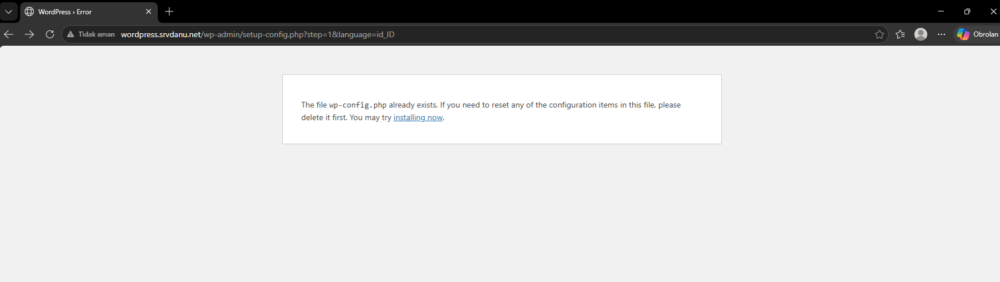 WordPress › Error
Tidak aman wordpress.srvdanu.net/wp-admin/setup-config.php?step=1&language=id_ID
Obrolan
The file wp-config.php already exists. If you need to reset any of the configuration items in this file, please
delete it first. You may try installing now.